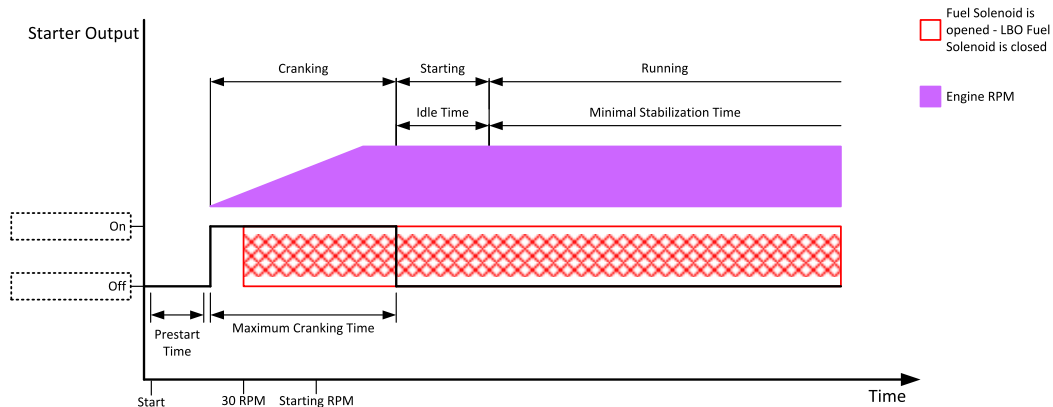 Starter Output
Fuel Solenoid is
opened - LBO Fuel
Solenoid is closed
Cranking
Starting
Running
Engine RPM
Idle Time
Minimal Stabilization Time
On
Off
Prestart
Time
Maximum Cranking Time
Time
Start
30 RPM
Starting RPM